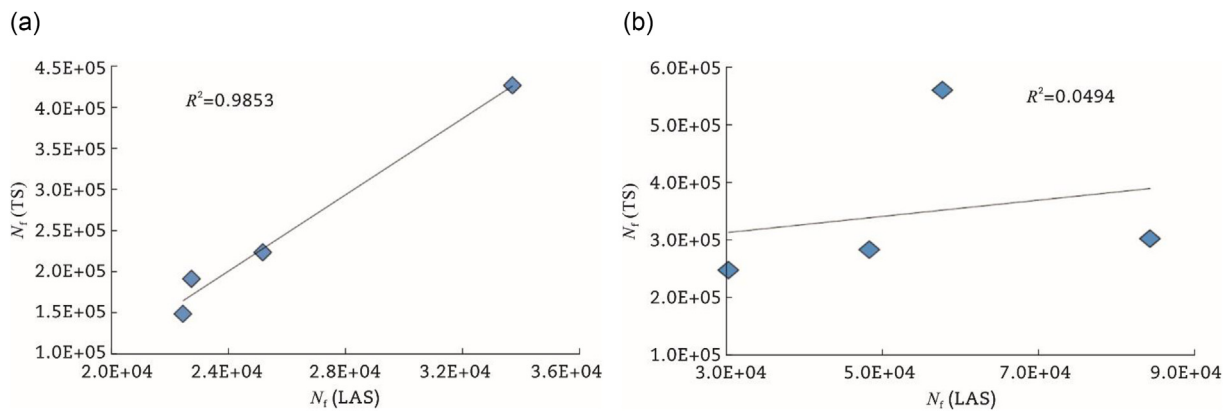 (a)
4.5E+05
4.0E+05
3.5E+05
3.0E+05
2.5E+05
2.0E+05
1.5E+05
1.0E+05
Nf (TS)
R²=0.9853
2.0E+04 2.4E+04 2.8E+04 3.2E+04 3.6E+04
Nf (LAS)
(b)
6.0E+05
5.0E+05
4.0E+05
3.0E+05
2.0E+05
1.0E+05
Nf (TS)
R²=0.0494
3.0E+04 5.0E+04 7.0E+04 9.0E+04
Nf (LAS)